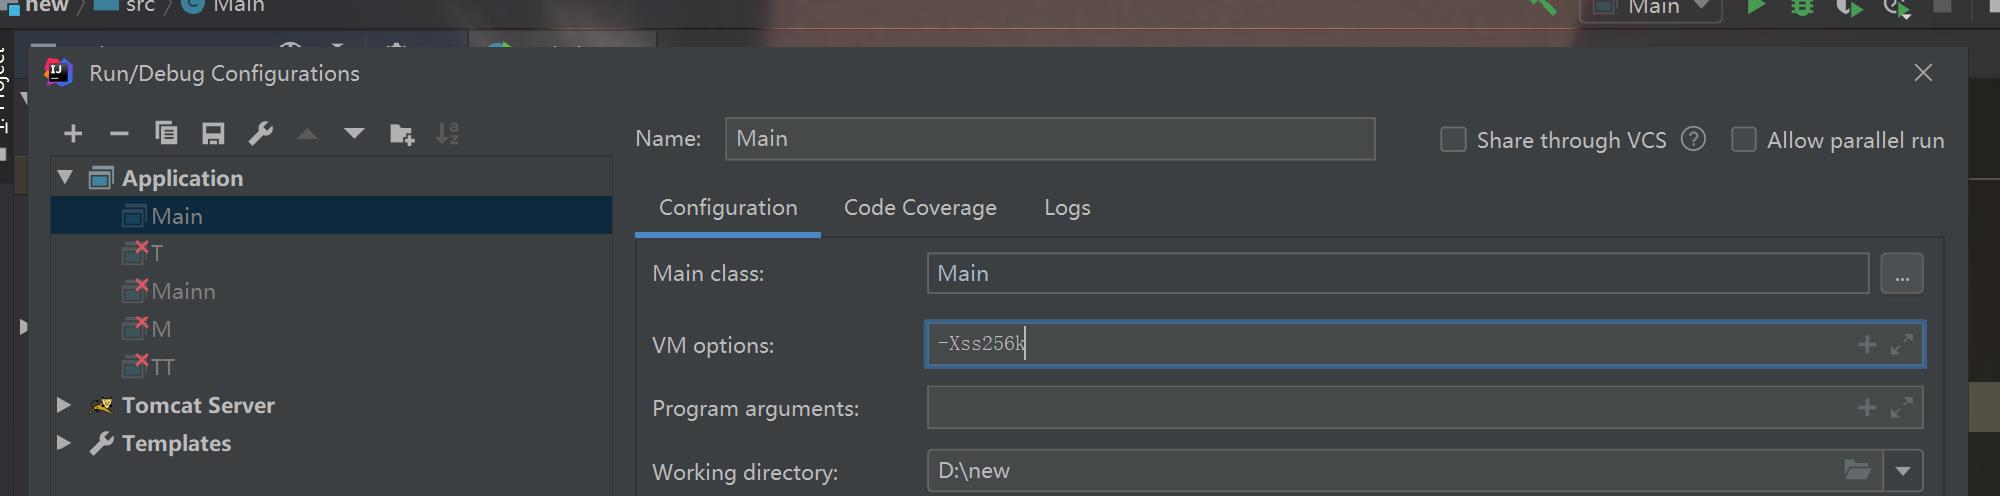 new src Main Main
Project
Run/Debug Configurations
Name: Main Share through VCS ? Allow parallel run
Application
Main
T
Mainn
M
TT
Tomcat Server
Templates
Configuration Code Coverage Logs
Main class: Main ...
VM options: -Xss256k
Program arguments:
Working directory: D:\new